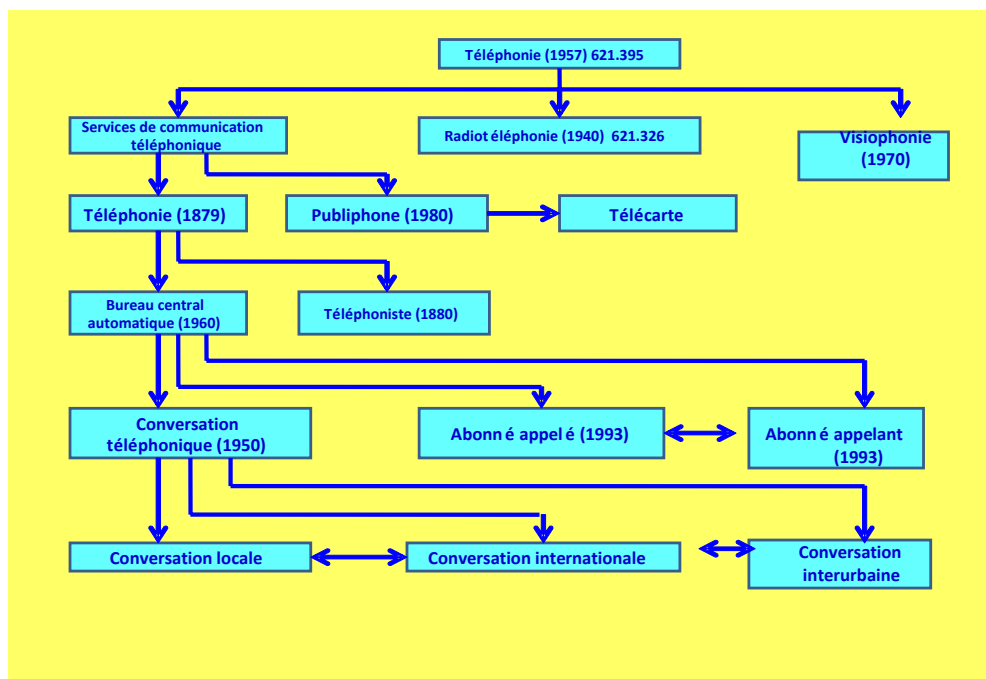 Téléphonie (1957) 621.395
Services de communication
téléphonique
Radiot éléphonie (1940) 621.326
Visiophonie
(1970)
Téléphonie (1879)
Publiphone (1980)
Télécarte
Bureau central
automatique (1960)
Téléphoniste (1880)
Conversation
téléphonique (1950)
Abonn é appel é (1993)
Abonn é appelant
(1993)
Conversation locale
Conversation internationale
Conversation
interurbaine